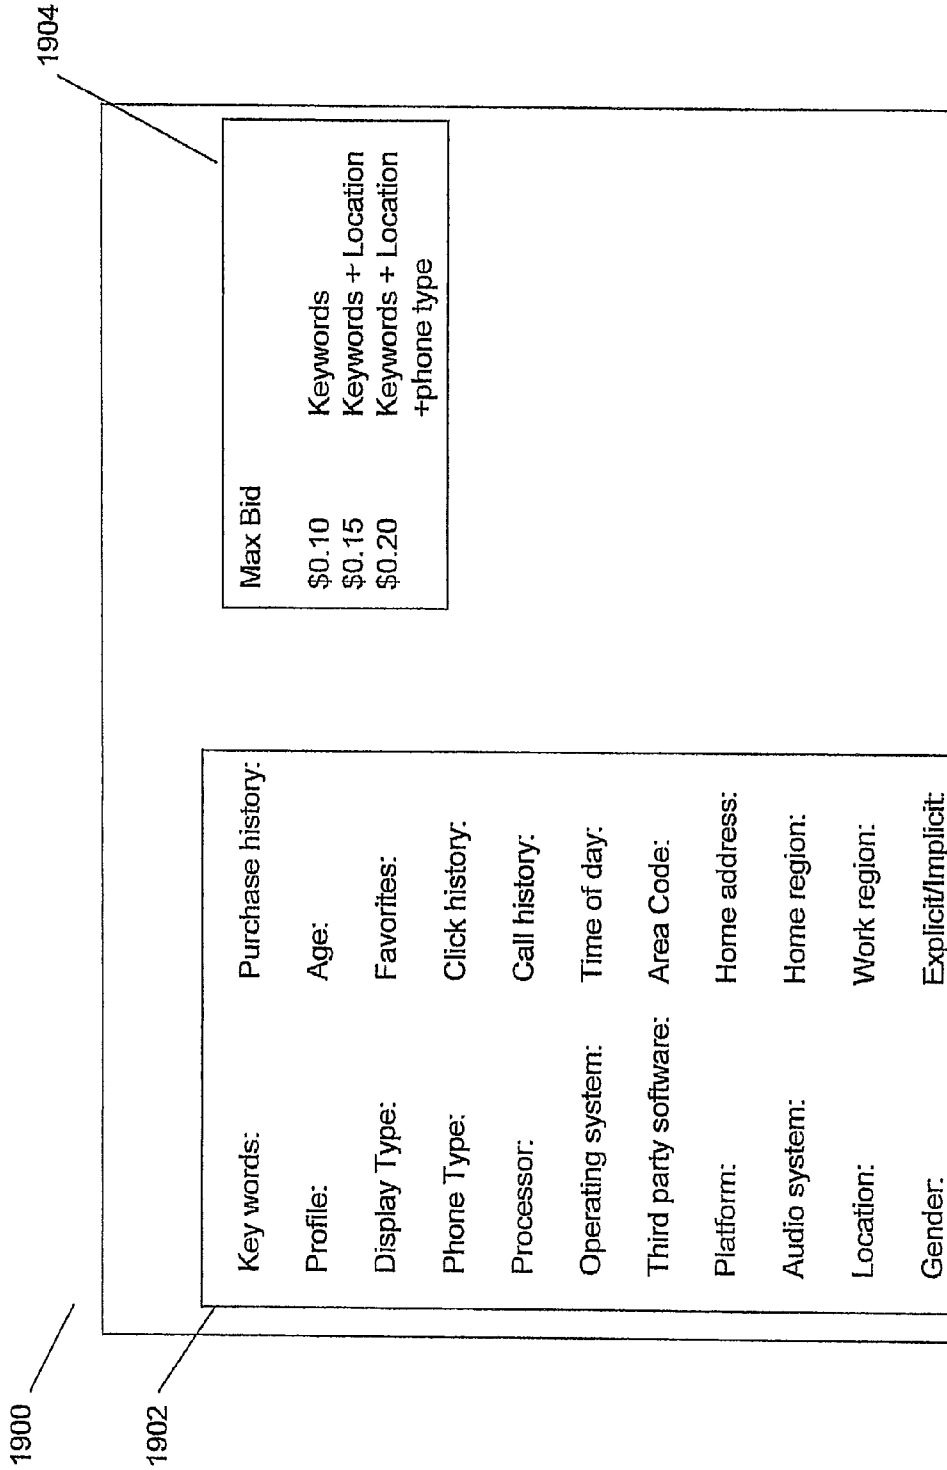 1900
1902
Key words:
Purchase history:
Profile:
Age:
Display Type:
Favorites:
Phone Type:
Click history:
Processor:
Call history:
Operating system:
Time of day:
Third party software:
Area Code:
Platform:
Home address:
Audio system:
Home region:
Location:
Work region:
Gender:
Explicit/Implicit:
1904
Max Bid
$0.10 Keywords
$0.15 Keywords + Location
$0.20 Keywords + Location
+phone type